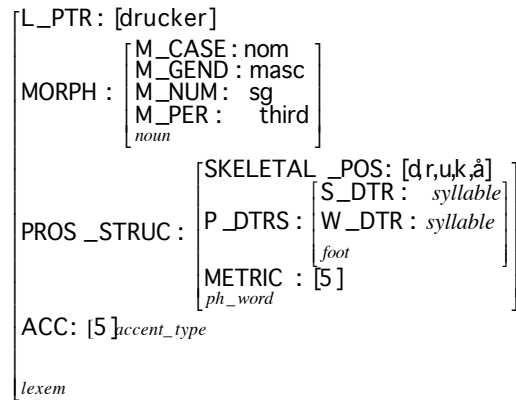 L_PTR: [drucker]
M_CASE: nom
M_GEND: masc
MORPH: M_NUM: sg
M_PER: third
noun
SKELETAL_POS: [d,r,u,k,å]
S_DTR: syllable
PROS_STRUC: P_DTRS: W_DTR: syllable
foot
METRIC: [5]
ph_word
ACC: [5] accent_type
lexem